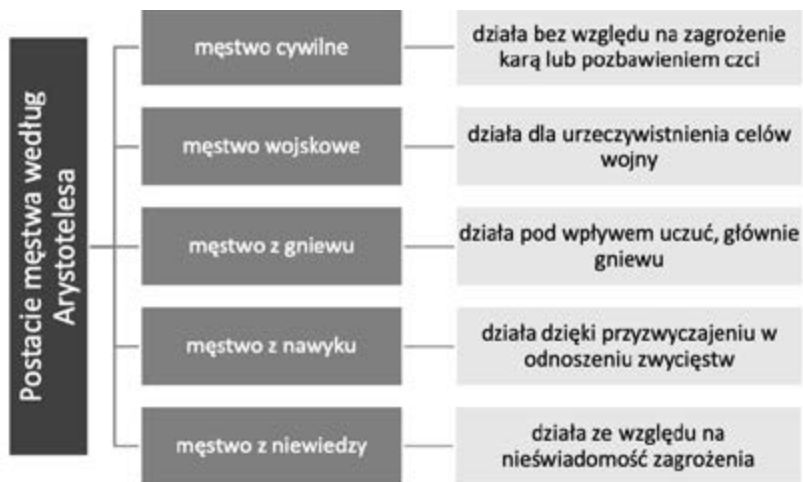 Postacie męstwa według
Arystotelesa
męstwo cywilne
działa bez względu na zagrożenie
karą lub pozbawieniem czci
męstwo wojskowe
działa dla urzeczywistnienia celów
wojny
męstwo z gniewu
działa pod wpływem uczuć, głównie
gniewu
męstwo z nawyku
działa dzięki przyzwyczajeniu w
odnoszeniu zwycięstw
męstwo z niewiedzy
działa ze względu na
nieświadomość zagrożenia